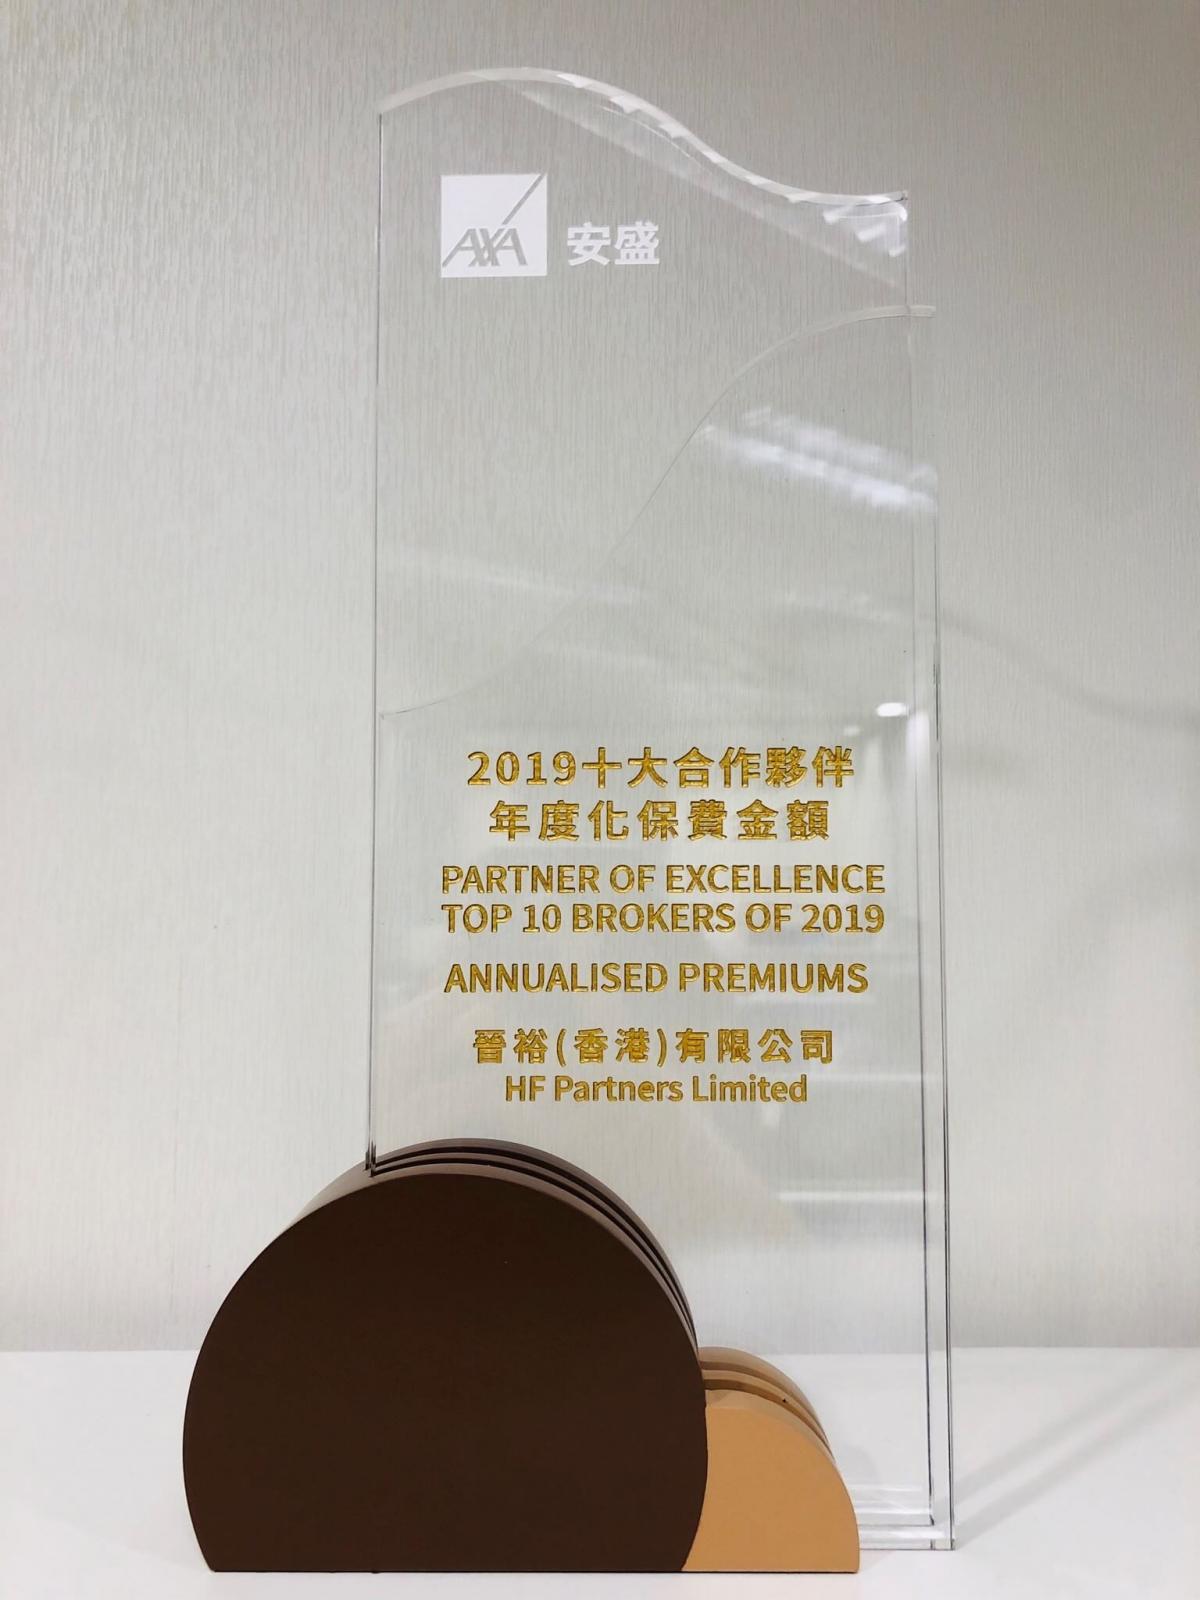 AXA 安盛
2019十大合作夥伴
年度化保費金額
PARTNER OF EXCELLENCE
TOP 10 BROKERS OF 2019
ANNUALISED PREMIUMS
晉裕(香港)有限公司
HF Partners Limited